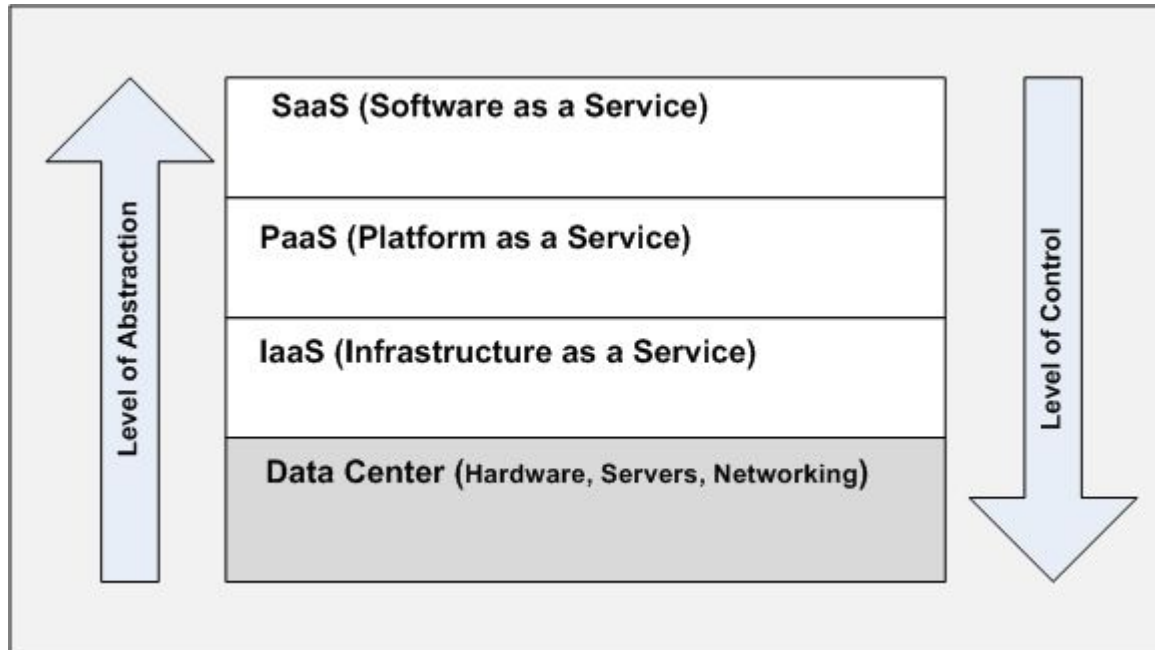 SaaS (Software as a Service)
PaaS (Platform as a Service)
IaaS (Infrastructure as a Service)
Data Center (Hardware, Servers, Networking)
Level of Abstraction
Level of Control